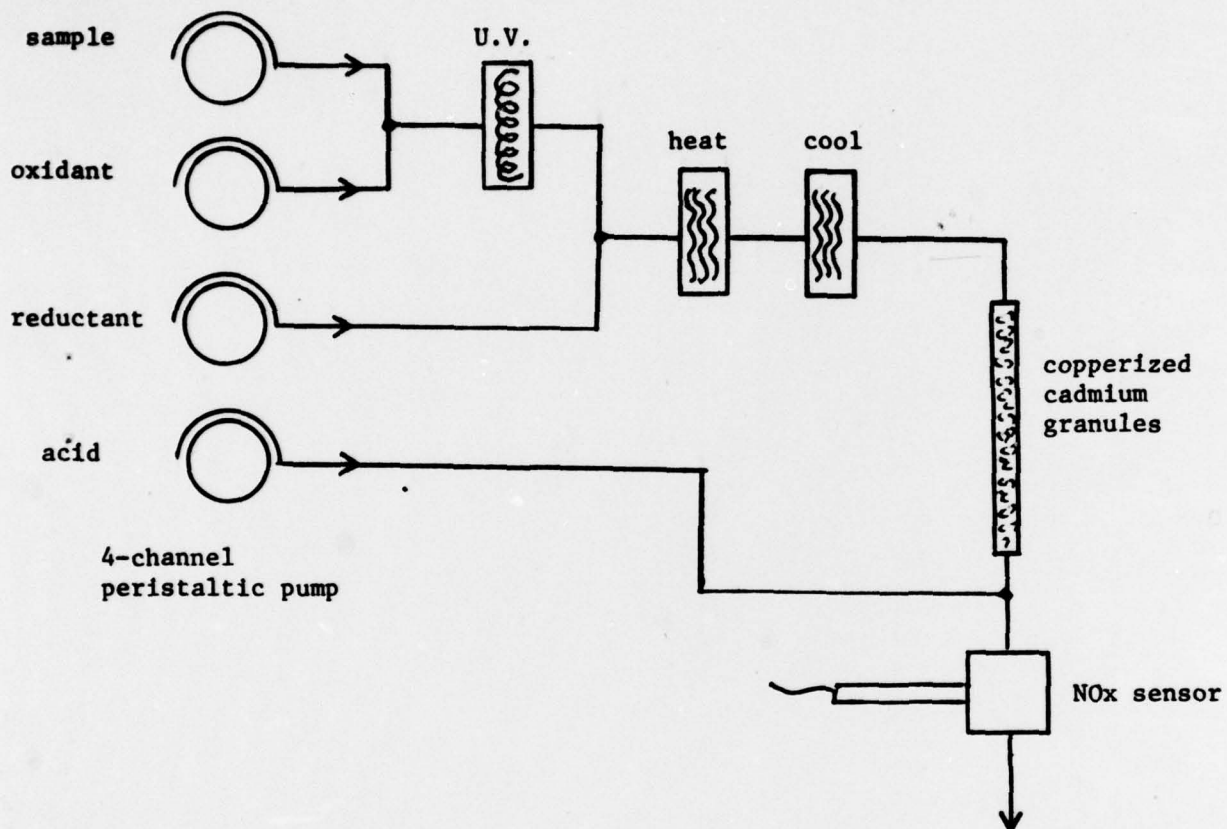 sample
U.V.
oxidant
heat
cool
reductant
copperized
cadmium
granules
acid
4-channel
peristaltic pump
NOx sensor